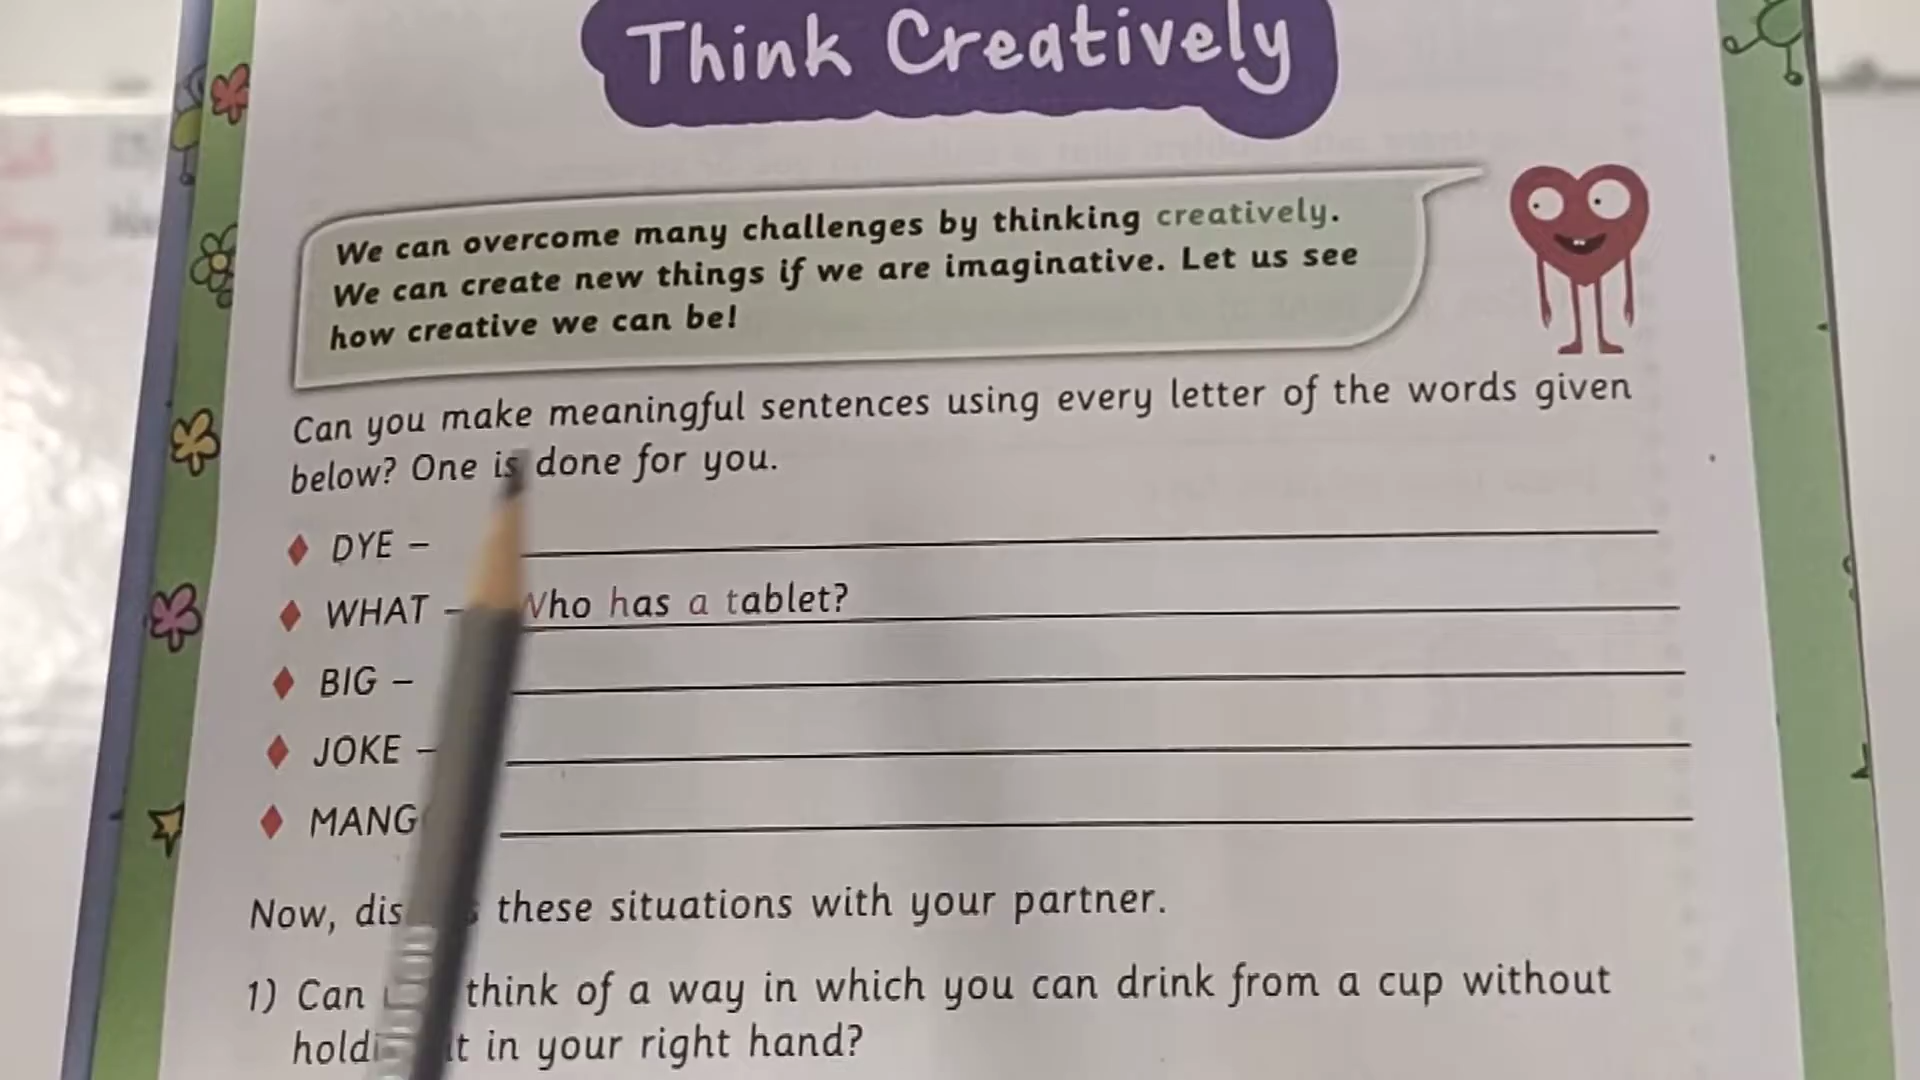 Think Creatively
We can overcome many challenges by thinking creatively.
We can create new things if we are imaginative. Let us see
how creative we can be!
Can you make meaningful sentences using every letter of the words given
below? One is done for you.
DYE –
WHAT – Who has a tablet?
BIG –
JOKE –
Now, these situations with your partner.
1) Can think of a way in which you can drink from a cup without
in your right hand?